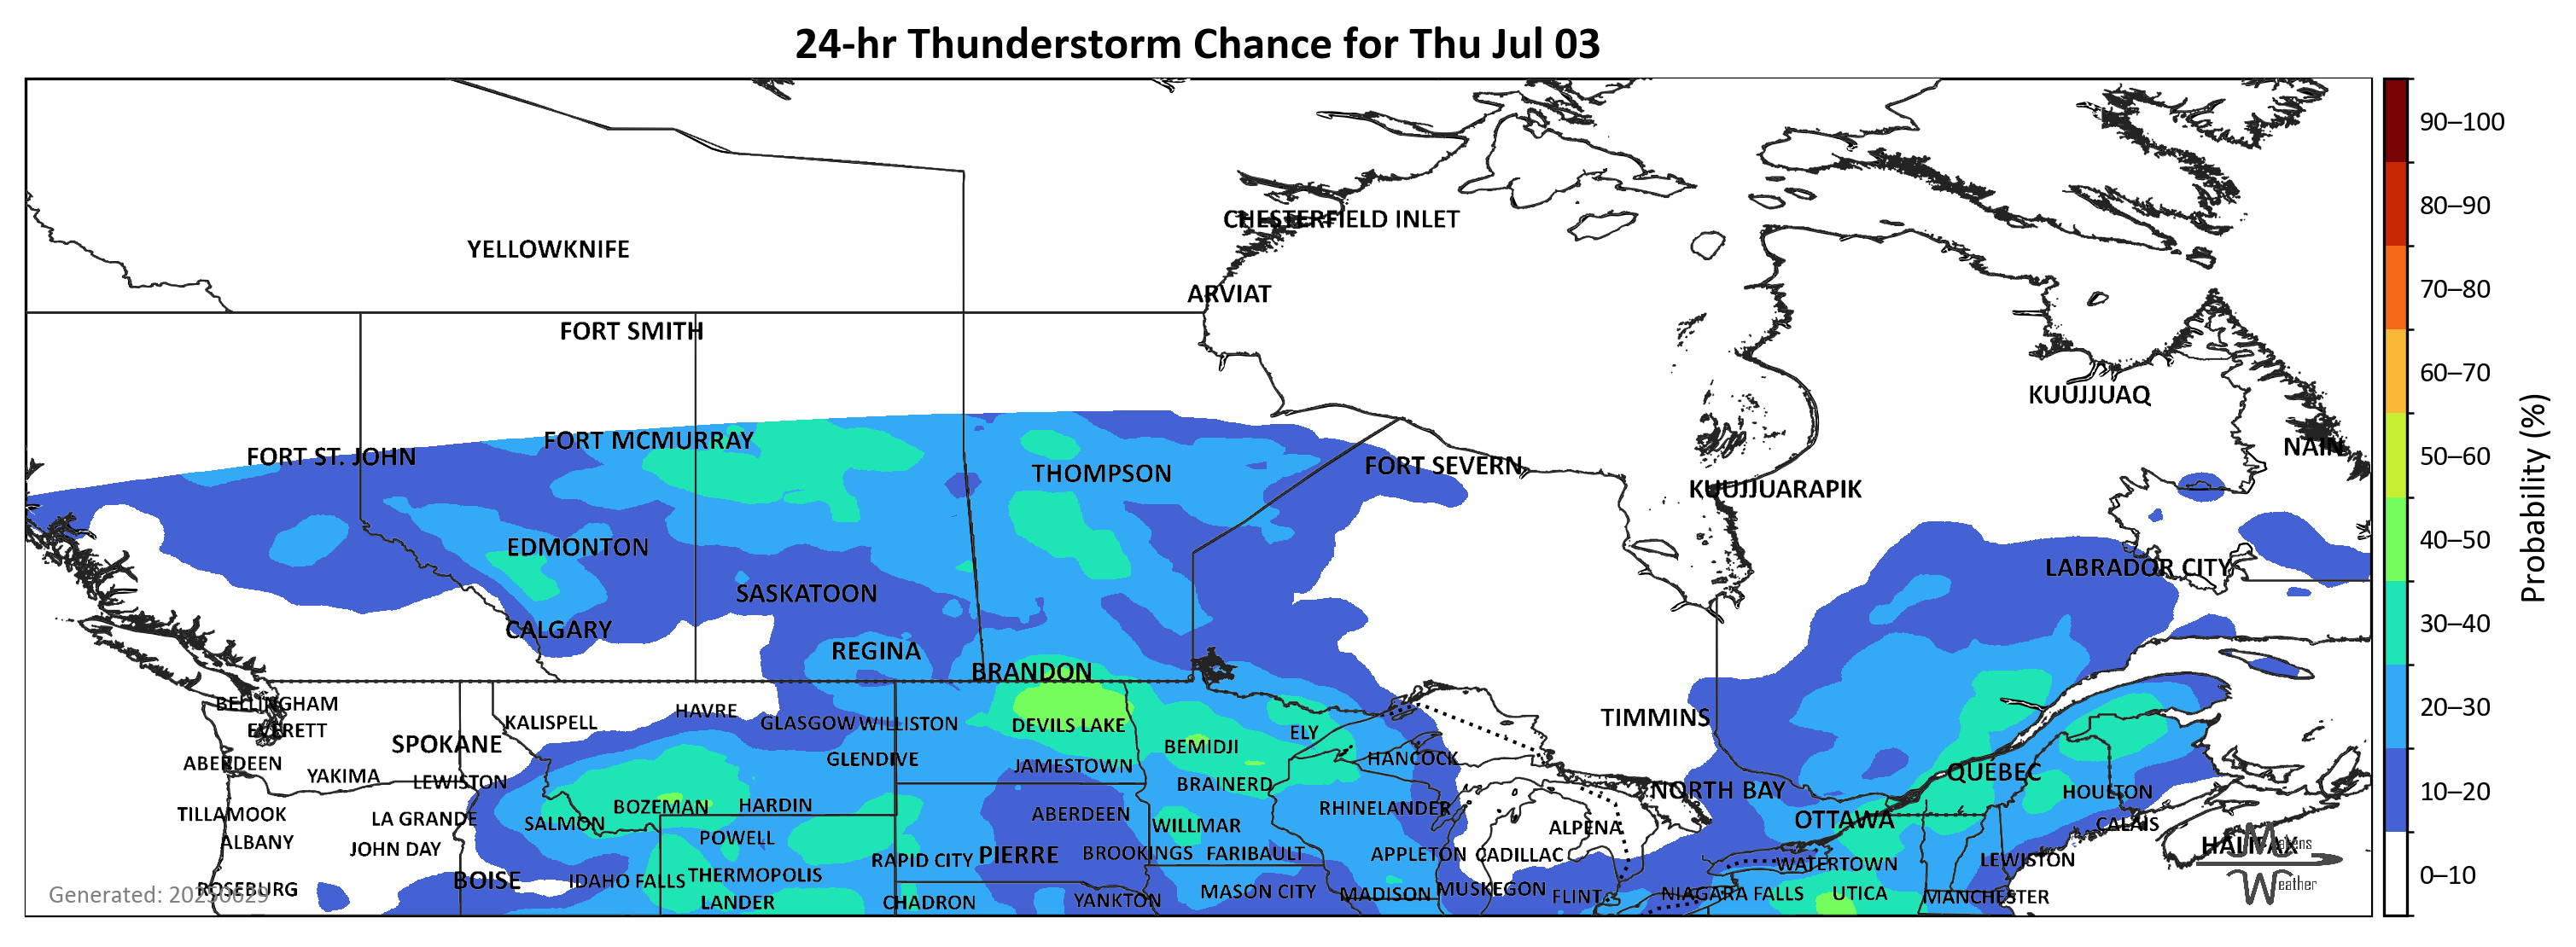 24-hr Thunderstorm Chance for Thu Jul 03
90–100
80–90
70–80
60–70
50–60
40–50
30–40
20–30
10–20
0–10
Probability (%)
CHESTERFIELD INLET
YELLOWKNIFE
ARVIAT
FORT SMITH
KUUJJUAQ
FORT MCMURRAY
NAIN
FORT ST. JOHN
FORT SEVERN
THOMPSON
KUUJJUARAPIK
EDMONTON
LABRADOR CITY
SASKATOON
CALGARY
REGINA
BRANDON
BELLINGHAM
HAVRE
TIMMINS
KALISPELL
GLASGOW
WILLISTON
DEVILS LAKE
EVERETT
ELY
SPOKANE
BEMIDJI
GLENDIVE
HANCOCK
ABERDEEN
JAMESTOWN
QUÉBEC
YAKIMA
LEWISTON
BRAINERD
NORTH BAY
HOULTON
BOZEMAN
HARDIN
RHINELANDER
TILLAMOOK
LA GRANDE
SALMON
ABERDEEN
WILLMAR
ALPENA
OTTAWA
CALAIS
ALBANY
JOHN DAY
POWELL
RAPID CITY
PIERRE
BROOKINGS
FARIBAULT
APPLETON
CADILLAC
WATERTOWN
LEWISTON
HALIFAX
Makens
Weather
BOISE
IDAHO FALLS
THERMOPOLIS
ROSEBURG
Generated: 20250629
LANDER
CHADRON
YANKTON
MASON CITY
MADISON
MUSKEGON
FLINT
NIAGARA FALLS
UTICA
MANCHESTER